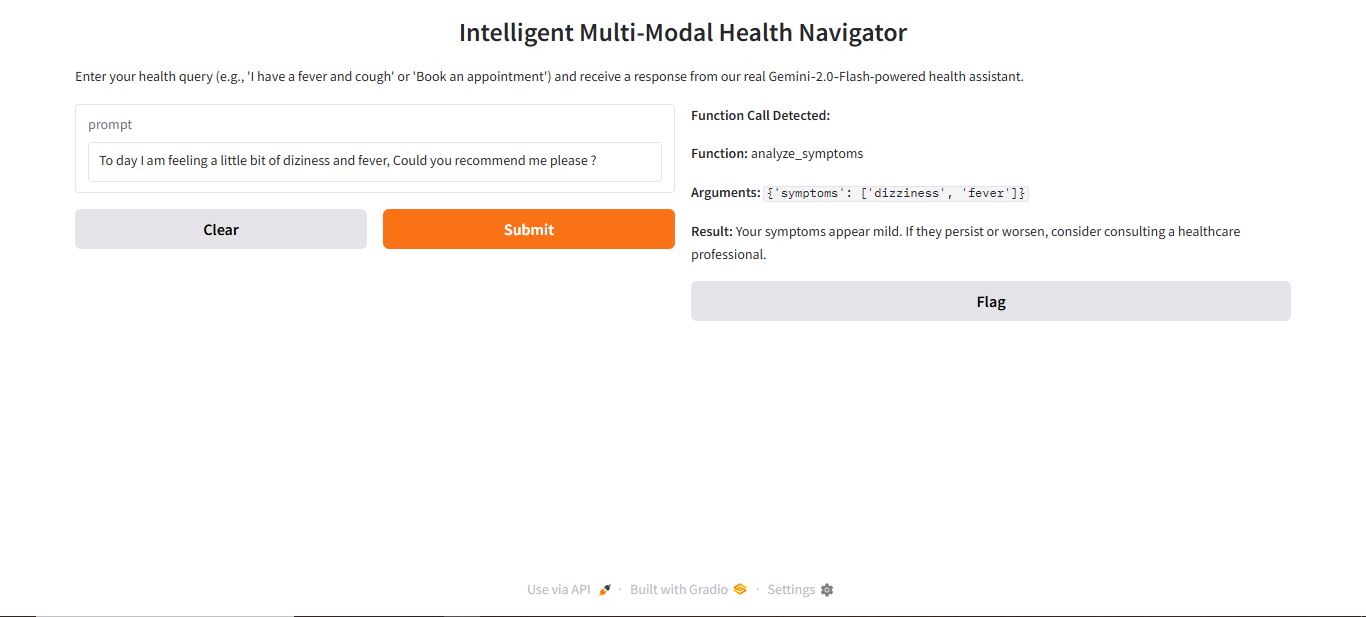 Intelligent Multi-Modal Health Navigator
Enter your health query (e.g., 'I have a fever and cough' or 'Book an appointment') and receive a response from our real Gemini-2.0-Flash-powered health assistant.
prompt
To day I am feeling a little bit of diziness and fever, Could you recommend me please ?
Clear
Submit
Function Call Detected:
Function: analyze_symptoms
Arguments: {'symptoms': ['dizziness', 'fever']}
Result: Your symptoms appear mild. If they persist or worsen, consider consulting a healthcare
professional.
Flag
Use via API · Built with Gradio · Settings